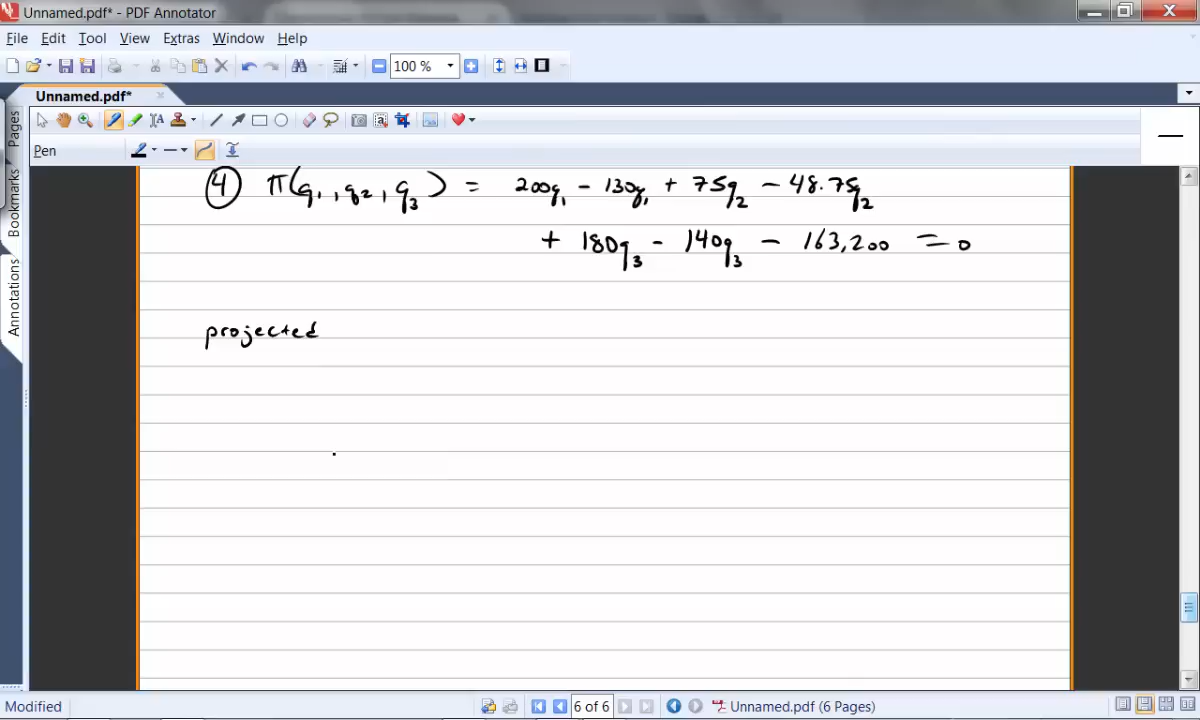 Unnamed.pdf* - PDF Annotator
File Edit Tool View Extras Window Help
100 %
Unnamed.pdf*
Pages
Bookmarks
Annotations
Pen
④ π(q₁, q₂, q₃) = 200q₁ - 130q₁ + 75q₂ - 48.75q₂
+ 180q₃ - 140q₃ - 163,200 = 0
projected
Modified
6 of 6
Unnamed.pdf (6 Pages)